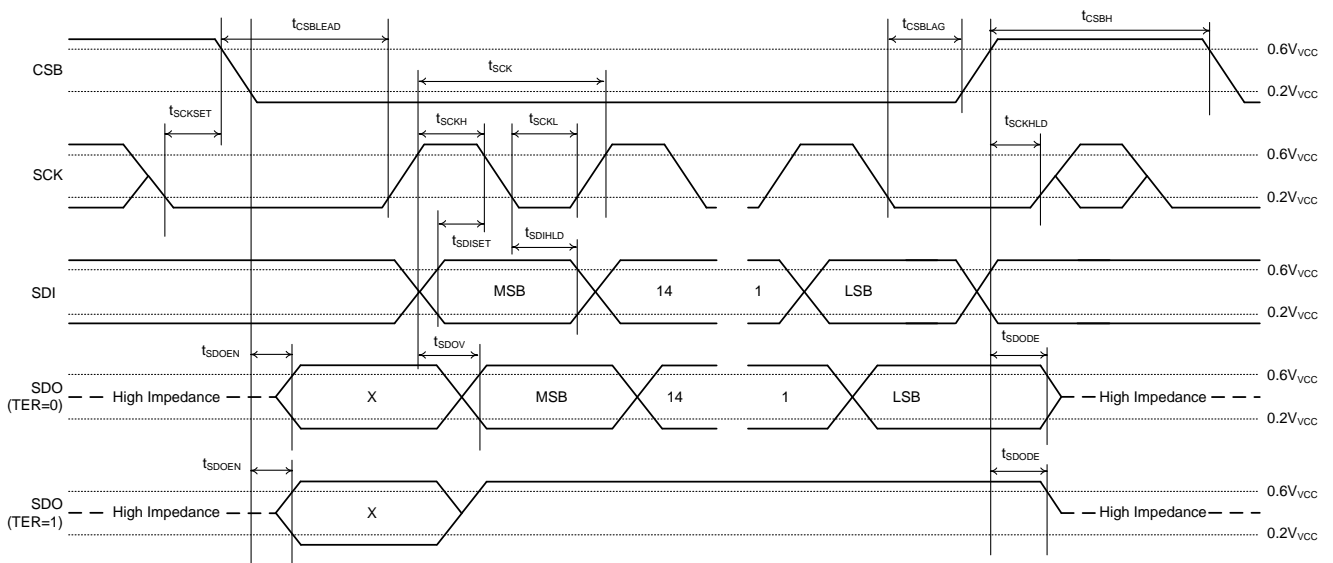 tCSBLEAD
tCSBLAG
tCSBH
CSB
0.6VVCC
0.2VVCC
tSCK
tSCKSET
tSCKH
tSCKL
tSCKHLD
SCK
0.6VVCC
0.2VVCC
tSDISET
tSDIHLD
SDI
MSB
14
1
LSB
0.6VVCC
0.2VVCC
tSDOEN
tSDOV
tSDODE
SDO
(TER=0)
High Impedance
X
MSB
14
1
LSB
High Impedance
0.6VVCC
0.2VVCC
tSDOEN
tSDODE
SDO
(TER=1)
High Impedance
X
High Impedance
0.6VVCC
0.2VVCC